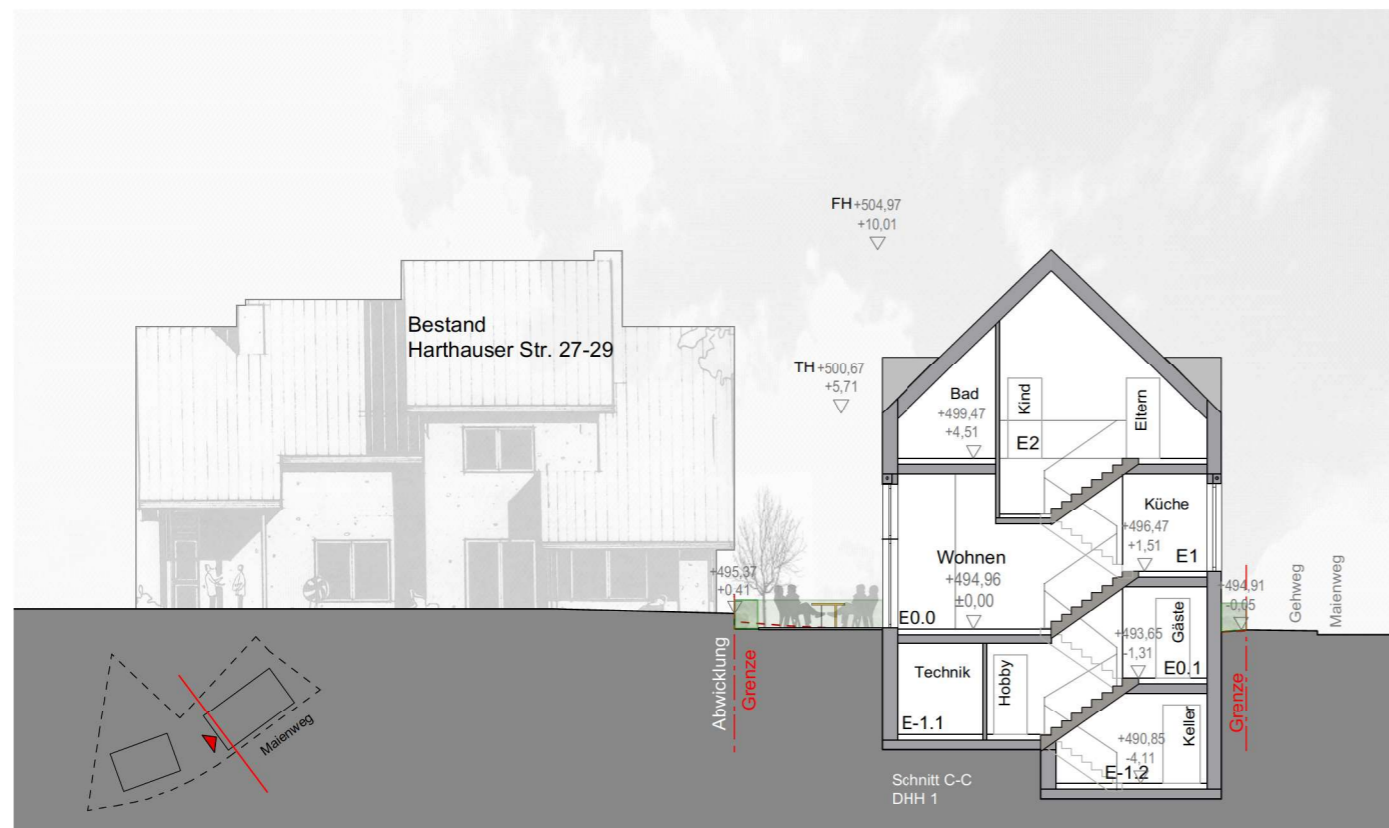 FH +504,97
+10,01
Bestand
Harthauser Str. 27-29
TH +500,67
+5,71
Bad
+499,47
+4,51
Kind
E2
Eltern
Küche
+496,47
+1,51
E1
Wohnen
+494,96
±0,00
E0.0
+495,37
+0,41
+494,91
-0,05
Gehweg
Maienweg
+493,65
-1,31
Gäste
E0.1
Technik
Hobby
E-1.1
+490,85
-4,11
Keller
E-1.2
Abwicklung
Grenze
Grenze
Maienweg
Schnitt C-C
DHH 1